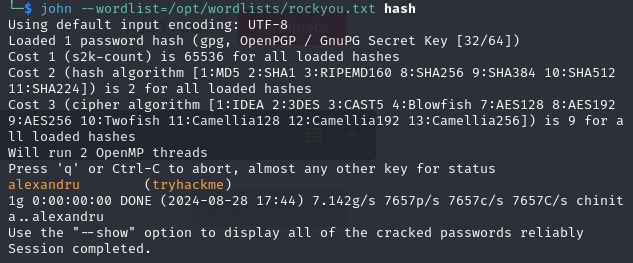 └─$ john --wordlist=/opt/wordlists/rockyou.txt hash
Using default input encoding: UTF-8
Loaded 1 password hash (gpg, OpenPGP / GnuPG Secret Key [32/64])
Cost 1 (s2k-count) is 65536 for all loaded hashes
Cost 2 (hash algorithm [1:MD5 2:SHA1 3:RIPEMD160 8:SHA256 9:SHA384 10:SHA512
11:SHA224]) is 2 for all loaded hashes
Cost 3 (cipher algorithm [1:IDEA 2:3DES 3:CAST5 4:Blowfish 7:AES128 8:AES192
9:AES256 10:Twofish 11:Camellia128 12:Camellia192 13:Camellia256]) is 9 for a
ll loaded hashes
Will run 2 OpenMP threads
Press 'q' or Ctrl-C to abort, almost any other key for status
alexandru        (tryhackme)
1g 0:00:00:00 DONE (2024-08-28 17:44) 7.142g/s 7657p/s 7657c/s 7657C/s chinit
a..alexandru
Use the "--show" option to display all of the cracked passwords reliably
Session completed.